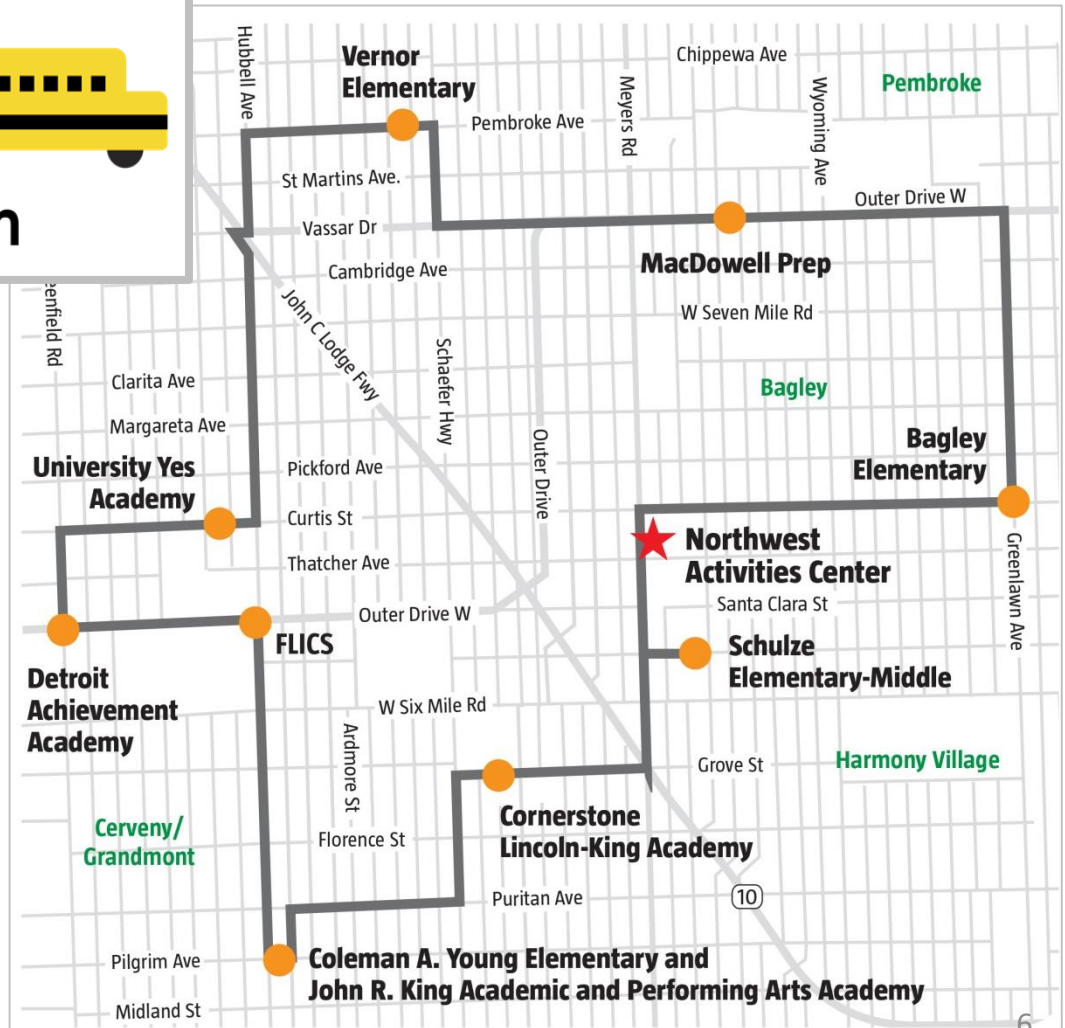 n
Hubbell Ave
Vernor
Elementary
Chippewa Ave
Meyers Rd
Wyoming Ave
Pembroke
Pembroke Ave
St Martins Ave.
Outer Drive W
Vassar Dr
Cambridge Ave
MacDowell Prep
enfield Rd
John C Lodge Fwy
W Seven Mile Rd
Schaefer Hwy
Clarita Ave
Bagley
Margareta Ave
Outer Drive
Bagley
Elementary
University Yes
Academy
Pickford Ave
Curtis St
Northwest
Activities Center
Greenlawn Ave
Thatcher Ave
Santa Clara St
Outer Drive W
FLICS
Schulze
Elementary-Middle
Detroit
Achievement
Academy
W Six Mile Rd
Ardmore St
Grove St
Harmony Village
Cornerstone
Lincoln-King Academy
Cerveny/
Grandmont
Florence St
Puritan Ave
10
Pilgrim Ave
Coleman A. Young Elementary and
John R. King Academic and Performing Arts Academy
Midland St
6